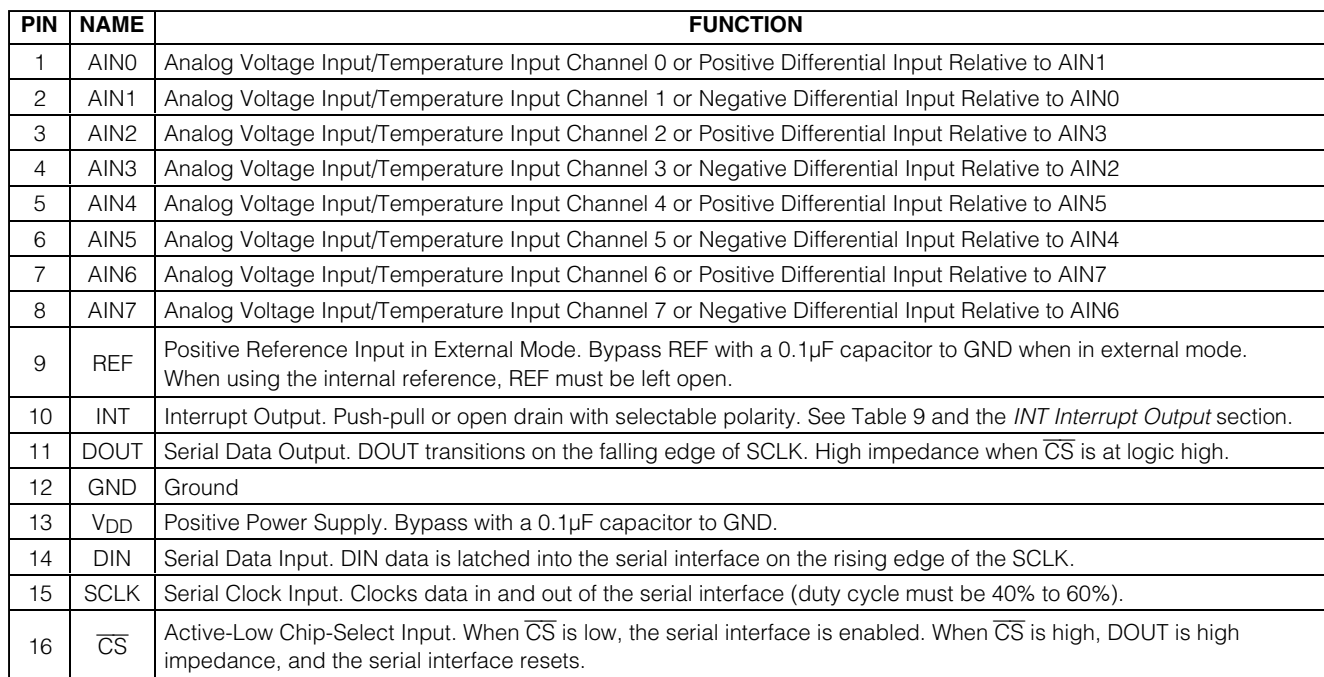 PIN NAME FUNCTION
1 AIN0 Analog Voltage Input/Temperature Input Channel 0 or Positive Differential Input Relative to AIN1
2 AIN1 Analog Voltage Input/Temperature Input Channel 1 or Negative Differential Input Relative to AIN0
3 AIN2 Analog Voltage Input/Temperature Input Channel 2 or Positive Differential Input Relative to AIN3
4 AIN3 Analog Voltage Input/Temperature Input Channel 3 or Negative Differential Input Relative to AIN2
5 AIN4 Analog Voltage Input/Temperature Input Channel 4 or Positive Differential Input Relative to AIN5
6 AIN5 Analog Voltage Input/Temperature Input Channel 5 or Negative Differential Input Relative to AIN4
7 AIN6 Analog Voltage Input/Temperature Input Channel 6 or Positive Differential Input Relative to AIN7
8 AIN7 Analog Voltage Input/Temperature Input Channel 7 or Negative Differential Input Relative to AIN6
9 REF Positive Reference Input in External Mode. Bypass REF with a 0.1µF capacitor to GND when in external mode.
When using the internal reference, REF must be left open.
10 INT Interrupt Output. Push-pull or open drain with selectable polarity. See Table 9 and the INT Interrupt Output section.
11 DOUT Serial Data Output. DOUT transitions on the falling edge of SCLK. High impedance when C̅S̅ is at logic high.
12 GND Ground
13 VDD Positive Power Supply. Bypass with a 0.1µF capacitor to GND.
14 DIN Serial Data Input. DIN data is latched into the serial interface on the rising edge of the SCLK.
15 SCLK Serial Clock Input. Clocks data in and out of the serial interface (duty cycle must be 40% to 60%).
16 C̅S̅ Active-Low Chip-Select Input. When C̅S̅ is low, the serial interface is enabled. When C̅S̅ is high, DOUT is high
impedance, and the serial interface resets.